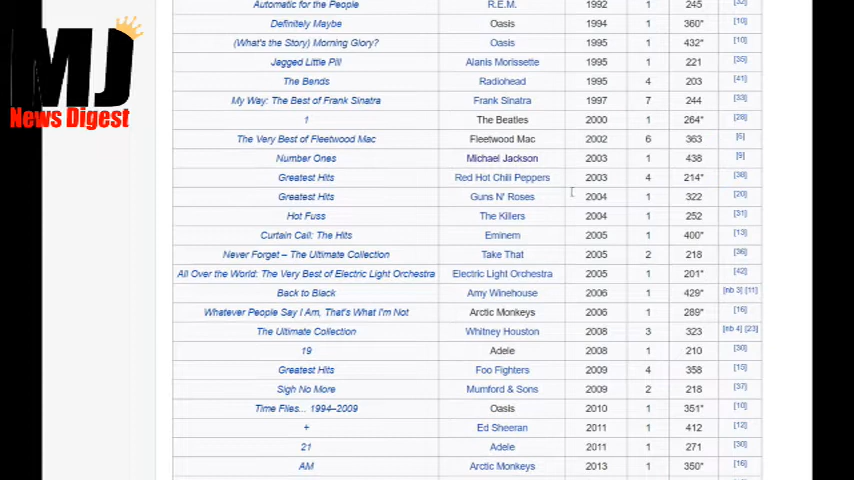 MJ
News Digest
Automatic for the People R.E.M. 1992 1 245 [32]
Definitely Maybe Oasis 1994 1 360* [10]
(What's the Story) Morning Glory? Oasis 1995 1 432* [10]
Jagged Little Pill Alanis Morissette 1995 1 221 [35]
The Bends Radiohead 1995 4 203 [41]
My Way: The Best of Frank Sinatra Frank Sinatra 1997 7 244 [33]
1 The Beatles 2000 1 264* [28]
The Very Best of Fleetwood Mac Fleetwood Mac 2002 6 363 [5]
Number Ones Michael Jackson 2003 1 438 [9]
Greatest Hits Red Hot Chili Peppers 2003 4 214* [38]
Greatest Hits Guns N' Roses 2004 1 322 [20]
Hot Fuss The Killers 2004 1 252 [31]
Curtain Call: The Hits Eminem 2005 1 400* [13]
Never Forget – The Ultimate Collection Take That 2005 2 218 [36]
All Over the World: The Very Best of Electric Light Orchestra Electric Light Orchestra 2005 1 201* [42]
Back to Black Amy Winehouse 2006 1 429* [nb 3] [11]
Whatever People Say I Am, That's What I'm Not Arctic Monkeys 2006 1 289* [16]
The Ultimate Collection Whitney Houston 2008 3 323 [nb 4] [23]
19 Adele 2008 1 210 [30]
Greatest Hits Foo Fighters 2009 4 358 [15]
Sigh No More Mumford & Sons 2009 2 218 [37]
Time Flies... 1994–2009 Oasis 2010 1 351* [10]
+ Ed Sheeran 2011 1 412 [12]
21 Adele 2011 1 271 [30]
AM Arctic Monkeys 2013 1 350* [16]